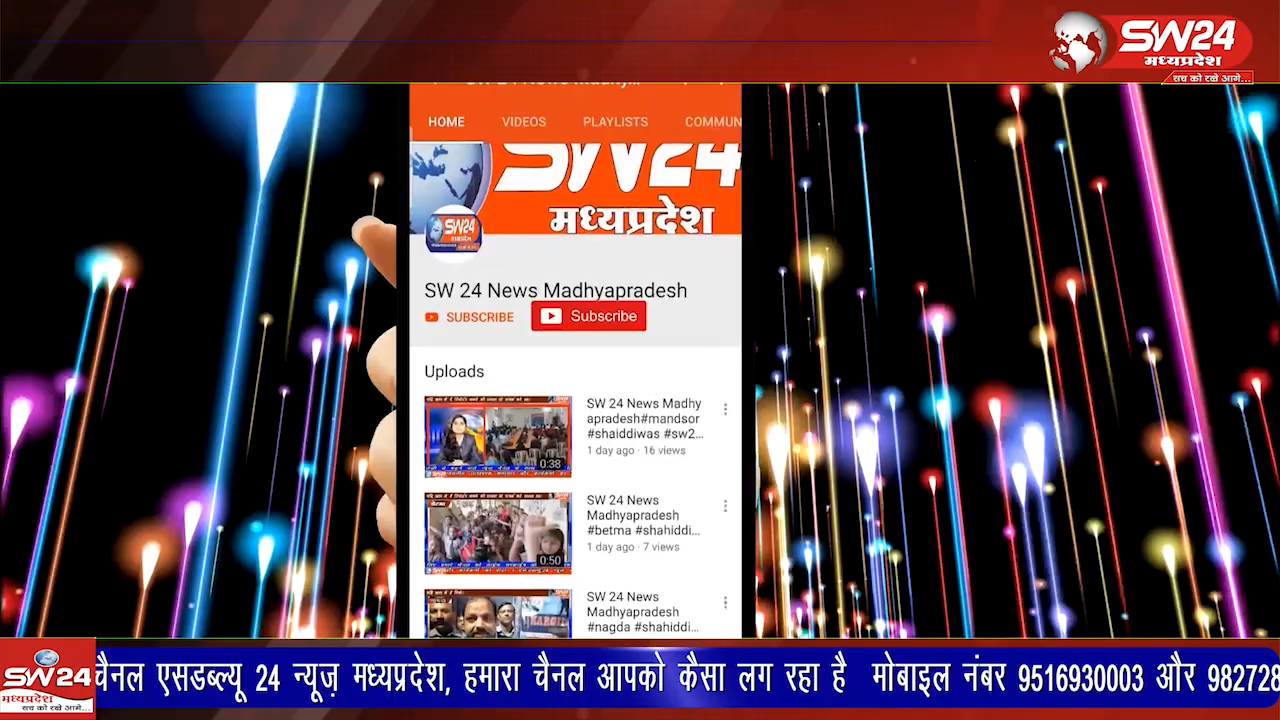 SW24
मध्यप्रदेश
सच को रखे आगे...
HOME VIDEOS PLAYLISTS COMMUN
SW24
मध्यप्रदेश
SW24
SW 24 News Madhyapradesh
SUBSCRIBE Subscribe
Uploads
SW 24 News Madhy
apradesh#mandsor
#shaiddiwas #sw2...
1 day ago · 16 views
0:38
SW 24 News
Madhyapradesh
#betma #shahiddi...
1 day ago · 7 views
0:50
SW 24 News
Madhyapradesh
#nagda #shahiddi...
SW24
मध्यप्रदेश
सच को रखे आगे...
चैनल एसडब्ल्यू 24 न्यूज़ मध्यप्रदेश, हमारा चैनल आपको कैसा लग रहा है मोबाइल नंबर 9516930003 और 982728